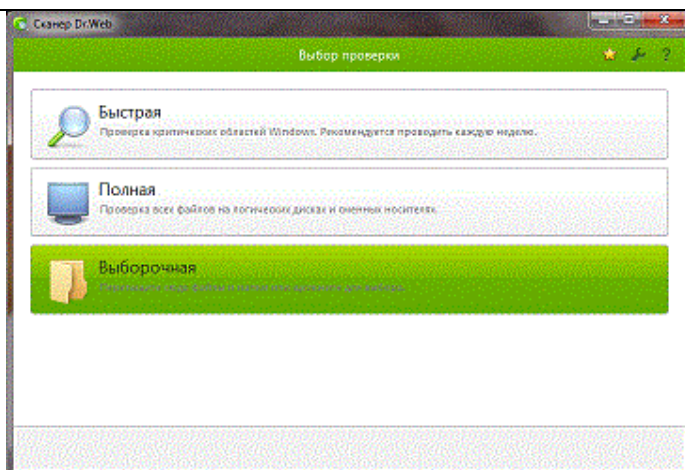 Сканер Dr.Web
Выбор проверки
?
Быстрая
Проверка критических областей Windows. Рекомендуется проводить каждую неделю.
Полная
Проверка всех файлов на логических дисках и сменных носителях.
Выборочная